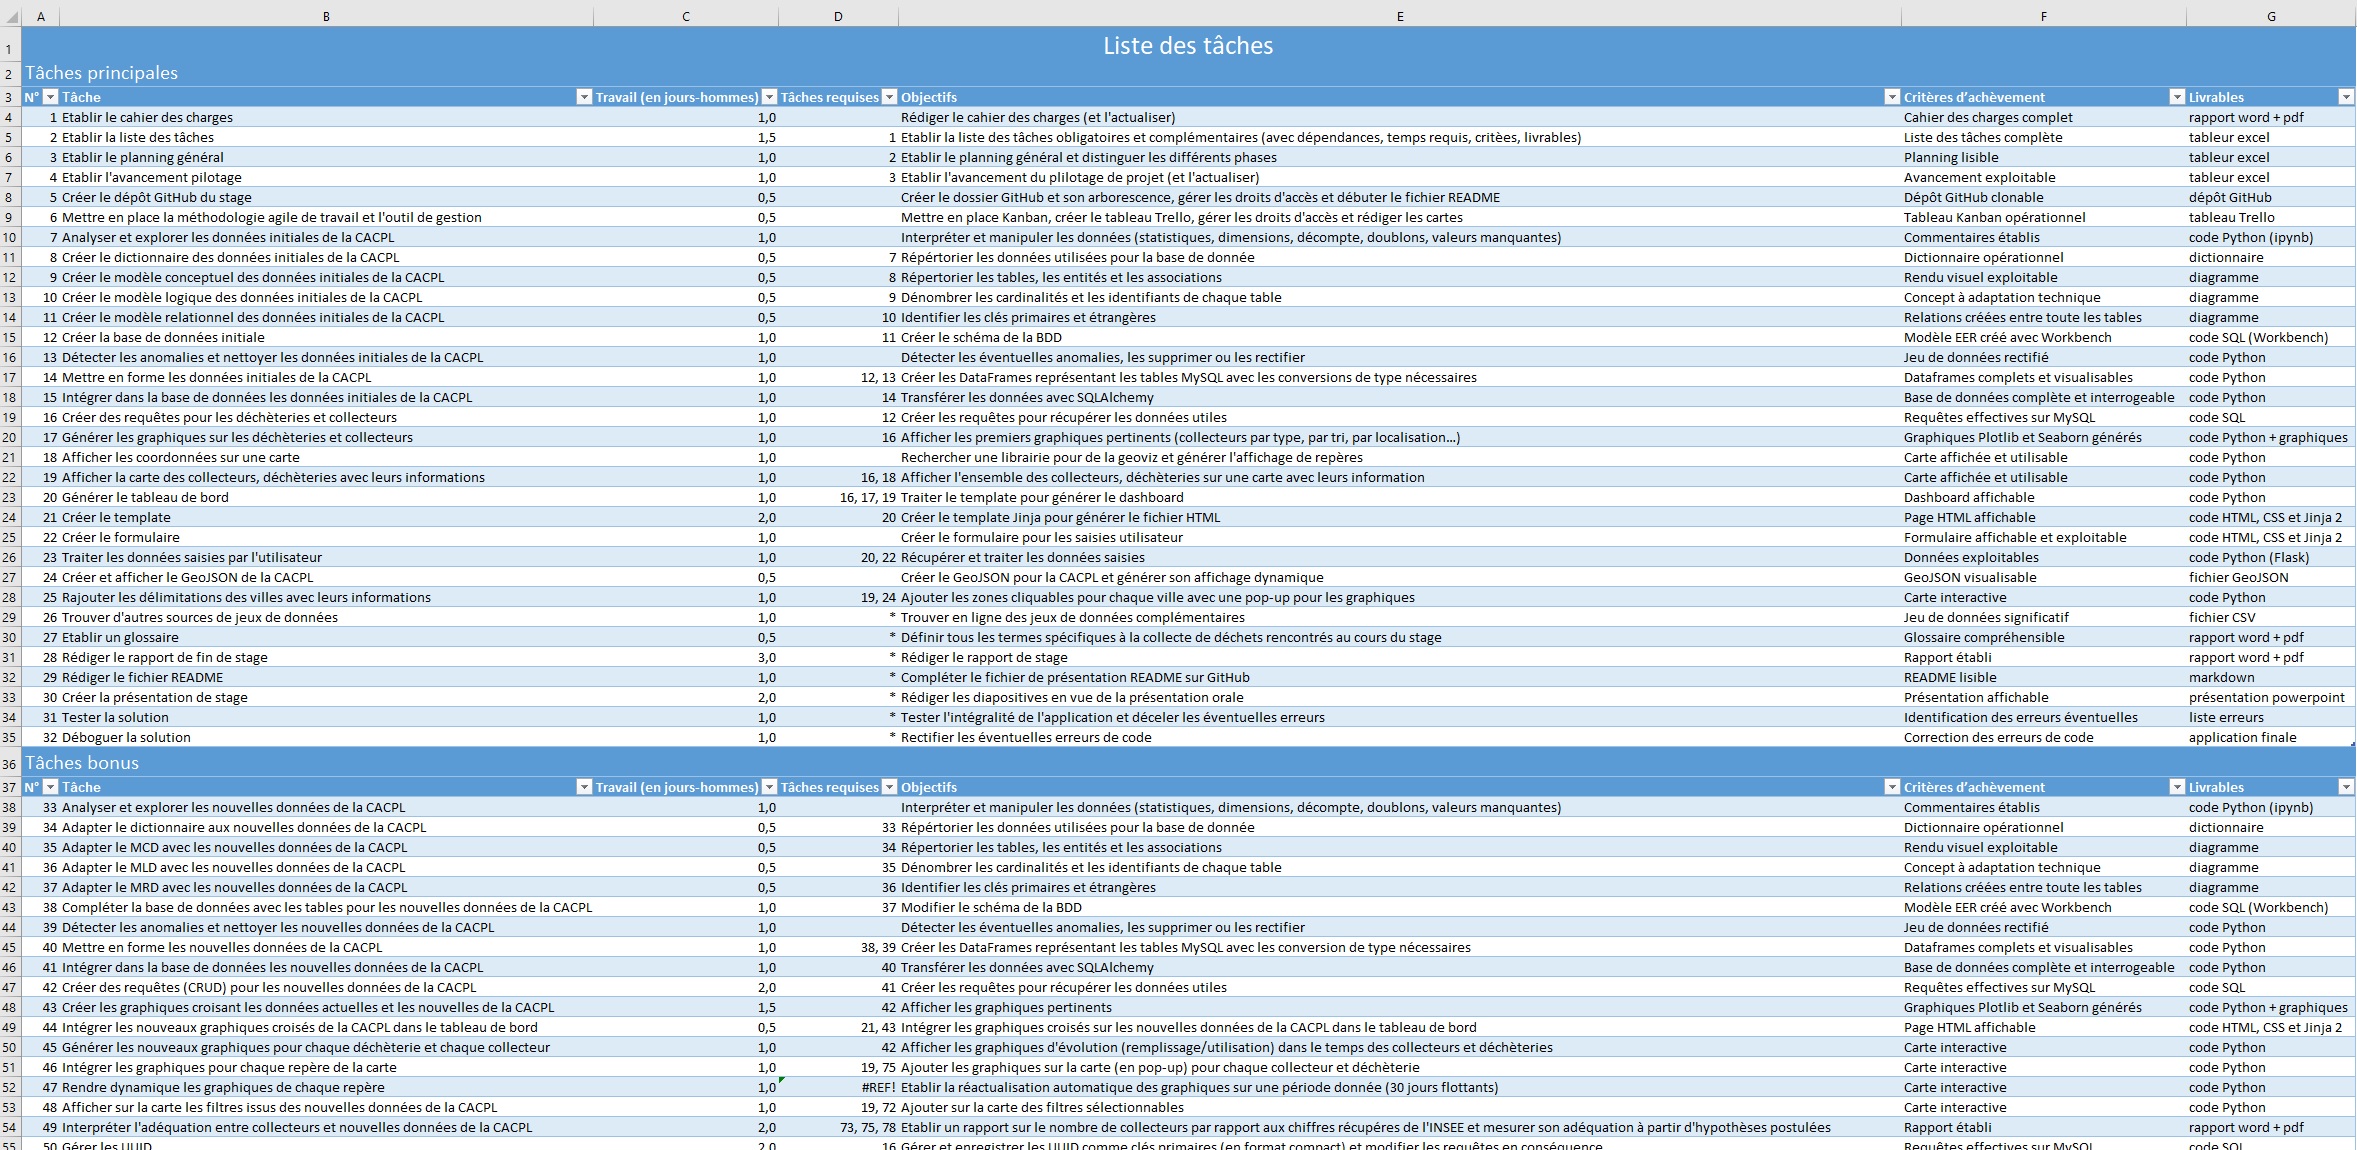 A B C D E F G
1 Liste des tâches
2 Tâches principales
3 N° Tâche Travail (en jours-hommes) Tâches requises Objectifs Critères d’achèvement Livrables
4 1 Etablir le cahier des charges 1,0 Rédiger le cahier des charges (et l'actualiser) Cahier des charges complet rapport word + pdf
5 2 Etablir la liste des tâches 1,5 1 Etablir la liste des tâches obligatoires et complémentaires (avec dépendances, temps requis, critèes, livrables) Liste des tâches complète tableur excel
6 3 Etablir le planning général 1,0 2 Etablir le planning général et distinguer les différents phases Planning lisible tableur excel
7 4 Etablir l'avancement pilotage 1,0 3 Etablir l'avancement du plilotage de projet (et l'actualiser) Avancement exploitable tableur excel
8 5 Créer le dépôt GitHub du stage 0,5 Créer le dossier GitHub et son arborescence, gérer les droits d'accès et débuter le fichier README Dépôt GitHub clonable dépôt GitHub
9 6 Mettre en place la méthodologie agile de travail et l'outil de gestion 0,5 Mettre en place Kanban, créer le tableau Trello, gérer les droits d'accès et rédiger les cartes Tableau Kanban opérationnel tableau Trello
10 7 Analyser et explorer les données initiales de la CACPL 1,0 Interpréter et manipuler les données (statistiques, dimensions, décompte, doublons, valeurs manquantes) Commentaires établis code Python (ipynb)
11 8 Créer le dictionnaire des données initiales de la CACPL 0,5 7 Répértorier les données utilisées pour la base de donnée Dictionnaire opérationnel dictionnaire
12 9 Créer le modèle conceptuel des données initiales de la CACPL 0,5 8 Répertorier les tables, les entités et les associations Rendu visuel exploitable diagramme
13 10 Créer le modèle logique des données initiales de la CACPL 0,5 9 Dénombrer les cardinalités et les identifiants de chaque table Concept à adaptation technique diagramme
14 11 Créer le modèle relationnel des données initiales de la CACPL 0,5 10 Identifier les clés primaires et étrangères Relations créées entre toute les tables diagramme
15 12 Créer la base de données initiale 1,0 11 Créer le schéma de la BDD Modèle EER créé avec Workbench code SQL (Workbench)
16 13 Détecter les anomalies et nettoyer les données initiales de la CACPL 1,0 Détecter les éventuelles anomalies, les supprimer ou les rectifier Jeu de données rectifié code Python
17 14 Mettre en forme les données initiales de la CACPL 1,0 12, 13 Créer les DataFrames représentant les tables MySQL avec les conversions de type nécessaires Dataframes complets et visualisables code Python
18 15 Intégrer dans la base de données les données initiales de la CACPL 1,0 14 Transférer les données avec SQLAlchemy Base de données complète et interrogeable code Python
19 16 Créer des requêtes pour les déchèteries et collecteurs 1,0 12 Créer les requêtes pour récupérer les données utiles Requêtes effectives sur MySQL code SQL
20 17 Générer les graphiques sur les déchèteries et collecteurs 1,0 16 Afficher les premiers graphiques pertinents (collecteurs par type, par tri, par localisation…) Graphiques Plotlib et Seaborn générés code Python + graphiques
21 18 Afficher les coordonnées sur une carte 1,0 Rechercher une librairie pour de la geoviz et générer l'affichage de repères Carte affichée et utilisable code Python
22 19 Afficher la carte des collecteurs, déchèteries avec leurs informations 1,0 16, 18 Afficher l'ensemble des collecteurs, déchèteries sur une carte avec leurs information Carte affichée et utilisable code Python
23 20 Générer le tableau de bord 1,0 16, 17, 19 Traiter le template pour générer le dashboard Dashboard affichable code Python
24 21 Créer le template 2,0 20 Créer le template Jinja pour générer le fichier HTML Page HTML affichable code HTML, CSS et Jinja 2
25 22 Créer le formulaire 1,0 Créer le formulaire pour les saisies utilisateur Formulaire affichable et exploitable code HTML, CSS et Jinja 2
26 23 Traiter les données saisies par l'utilisateur 1,0 20, 22 Récupérer et traiter les données saisies Données exploitables code Python (Flask)
27 24 Créer et afficher le GeoJSON de la CACPL 0,5 Créer le GeoJSON pour la CACPL et générer son affichage dynamique GeoJSON visualisable fichier GeoJSON
28 25 Rajouter les délimitations des villes avec leurs informations 1,0 19, 24 Ajouter les zones cliquables pour chaque ville avec une pop-up pour les graphiques Carte interactive code Python
29 26 Trouver d'autres sources de jeux de données 1,0 * Trouver en ligne des jeux de données complémentaires Jeu de données significatif fichier CSV
30 27 Etablir un glossaire 0,5 * Définir tous les termes spécifiques à la collecte de déchets rencontrés au cours du stage Glossaire compréhensible rapport word + pdf
31 28 Rédiger le rapport de fin de stage 3,0 * Rédiger le rapport de stage Rapport établi rapport word + pdf
32 29 Rédiger le fichier README 1,0 * Compléter le fichier de présentation README sur GitHub README lisible markdown
33 30 Créer la présentation de stage 2,0 * Rédiger les diapositives en vue de la présentation orale Présentation affichable présentation powerpoint
34 31 Tester la solution 1,0 * Tester l'intégralité de l'application et déceler les éventuelles erreurs Identification des erreurs éventuelles liste erreurs
35 32 Déboguer la solution 1,0 * Rectifier les éventuelles erreurs de code Correction des erreurs de code application finale
36 Tâches bonus
37 N° Tâche Travail (en jours-hommes) Tâches requises Objectifs Critères d’achèvement Livrables
38 33 Analyser et explorer les nouvelles données de la CACPL 1,0 Interpréter et manipuler les données (statistiques, dimensions, décompte, doublons, valeurs manquantes) Commentaires établis code Python (ipynb)
39 34 Adapter le dictionnaire aux nouvelles données de la CACPL 0,5 33 Répértorier les données utilisées pour la base de donnée Dictionnaire opérationnel dictionnaire
40 35 Adapter le MCD avec les nouvelles données de la CACPL 0,5 34 Répertorier les tables, les entités et les associations Rendu visuel exploitable diagramme
41 36 Adapter le MLD avec les nouvelles données de la CACPL 0,5 35 Dénombrer les cardinalités et les identifiants de chaque table Concept à adaptation technique diagramme
42 37 Adapter le MRD avec les nouvelles données de la CACPL 0,5 36 Identifier les clés primaires et étrangères Relations créées entre toute les tables diagramme
43 38 Compléter la base de données avec les tables pour les nouvelles données de la CACPL 1,0 37 Modifier le schéma de la BDD Modèle EER créé avec Workbench code SQL (Workbench)
44 39 Détecter les anomalies et nettoyer les nouvelles données de la CACPL 1,0 Détecter les éventuelles anomalies, les supprimer ou les rectifier Jeu de données rectifié code Python
45 40 Mettre en forme les nouvelles données de la CACPL 1,0 38, 39 Créer les DataFrames représentant les tables MySQL avec les conversion de type nécessaires Dataframes complets et visualisables code Python
46 41 Intégrer dans la base de données les nouvelles données de la CACPL 1,0 40 Transférer les données avec SQLAlchemy Base de données complète et interrogeable code Python
47 42 Créer des requêtes (CRUD) pour les nouvelles données de la CACPL 2,0 41 Créer les requêtes pour récupérer les données utiles Requêtes effectives sur MySQL code SQL
48 43 Créer les graphiques croisant les données actuelles et les nouvelles de la CACPL 1,5 42 Afficher les graphiques pertinents Graphiques Plotlib et Seaborn générés code Python + graphiques
49 44 Intégrer les nouveaux graphiques croisés de la CACPL dans le tableau de bord 0,5 21, 43 Intégrer les graphiques croisés sur les nouvelles données de la CACPL dans le tableau de bord Page HTML affichable code HTML, CSS et Jinja 2
50 45 Générer les nouveaux graphiques pour chaque déchèterie et chaque collecteur 1,0 42 Afficher les graphiques d'évolution (remplissage/utilisation) dans le temps des collecteurs et déchèteries Carte interactive code Python
51 46 Intégrer les graphiques pour chaque repère de la carte 1,0 19, 75 Ajouter les graphiques sur la carte (en pop-up) pour chaque collecteur et déchèterie Carte interactive code Python
52 47 Rendre dynamique les graphiques de chaque repère 1,0 #REF! Etablir la réactualisation automatique des graphiques sur une période donnée (30 jours flottants) Carte interactive code Python
53 48 Afficher sur la carte les filtres issus des nouvelles données de la CACPL 1,0 19, 72 Ajouter sur la carte des filtres sélectionnables Carte interactive code Python
54 49 Interpréter l'adéquation entre collecteurs et nouvelles données de la CACPL 2,0 73, 75, 78 Etablir un rapport sur le nombre de collecteurs par rapport aux chiffres récupéres de l'INSEE et mesurer son adéquation à partir d'hypothèses postulées Rapport établi rapport word + pdf
55 50 Gérer les UUID 2,0 16 Gérer et enregistrer les UUID comme clés primaires (en format compact) et modifier les requêtes en conséquence Requêtes effectives sur MySQL code SQL